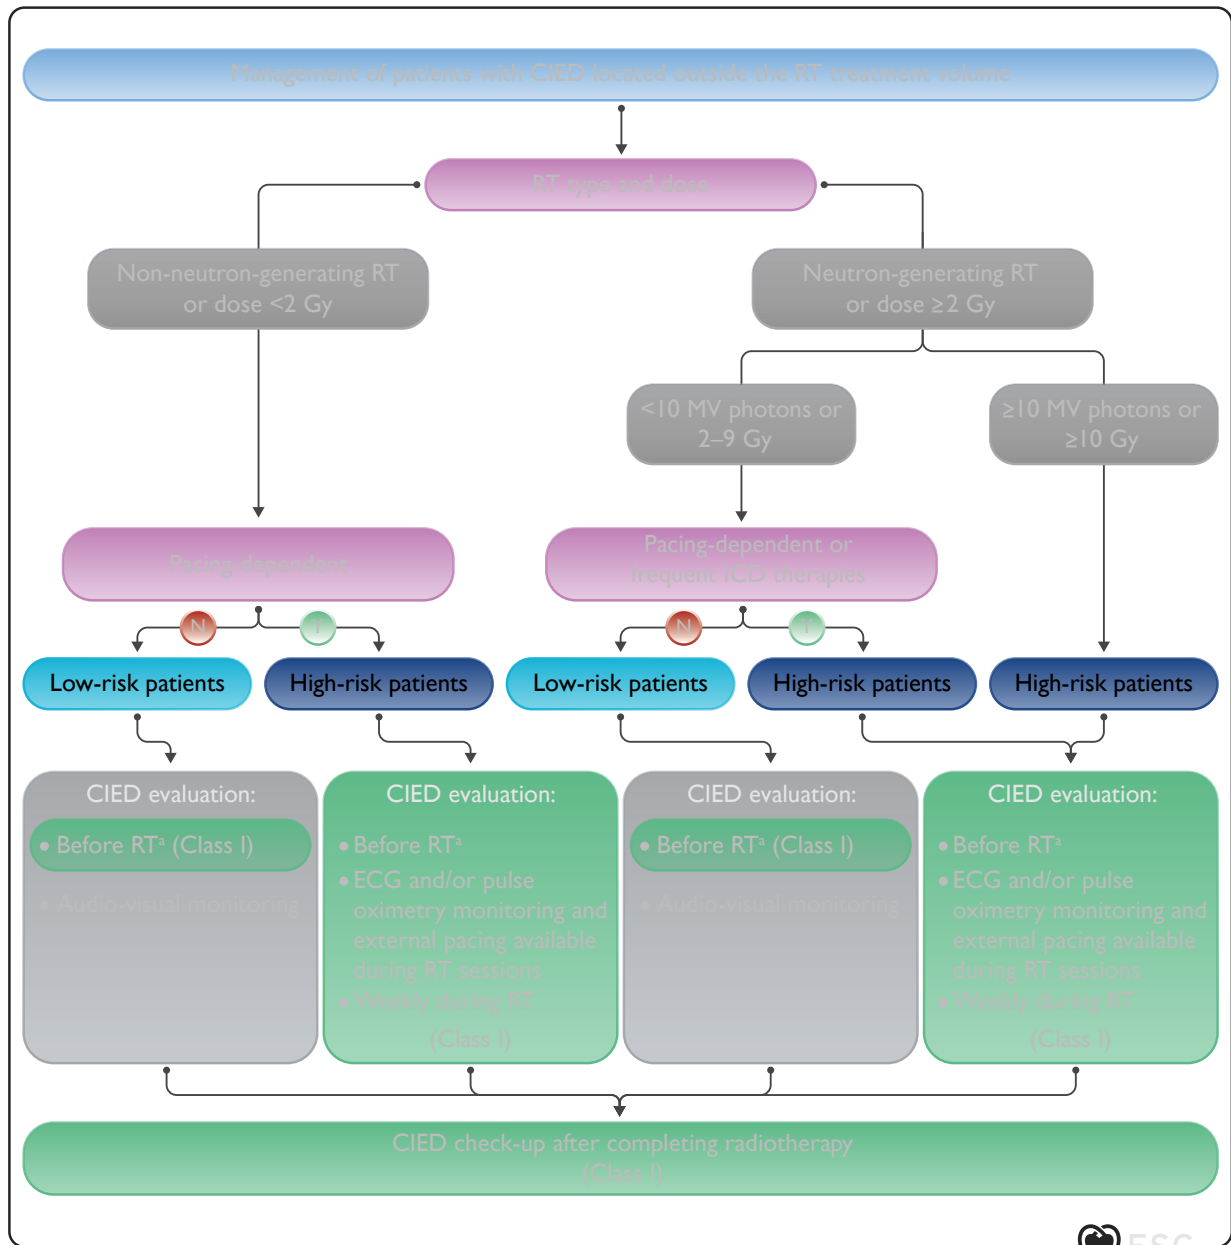 Management of patients with CIED located outside the RT treatment volume
RT type and dose
Non-neutron-generating RT
or dose <2 Gy
Neutron-generating RT
or dose ≥2 Gy
<10 MV photons or
2–9 Gy
≥10 MV photons or
≥10 Gy
Pacing-dependent
Pacing-dependent or
frequent ICD therapies
N
N
Low-risk patients
High-risk patients
Low-risk patients
High-risk patients
High-risk patients
CIED evaluation:
• Before RTᵃ (Class I)
• Audio-visual monitoring
CIED evaluation:
• Before RTᵃ
• ECG and/or pulse
oximetry monitoring and
external pacing available
during RT sessions
• Weekly during RT
(Class I)
CIED evaluation:
• Before RTᵃ (Class I)
• Audio-visual monitoring
CIED evaluation:
• Before RTᵃ
• ECG and/or pulse
oximetry monitoring and
external pacing available
during RT sessions
• Weekly during RT
(Class I)
CIED check-up after completing radiotherapy
(Class I)
ESC